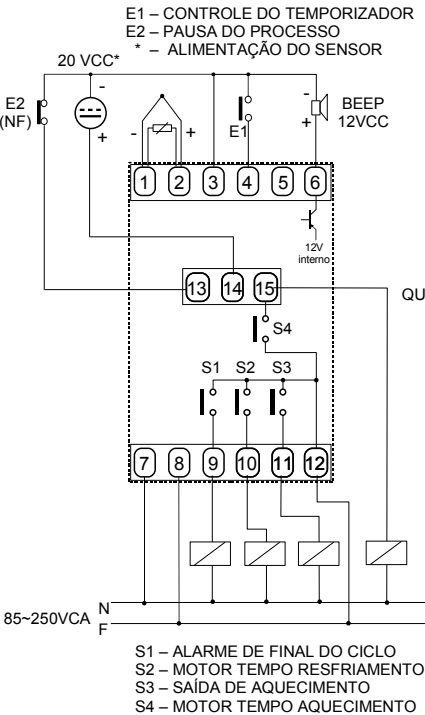 E1 – CONTROLE DO TEMPORIZADOR
E2 – PAUSA DO PROCESSO
* – ALIMENTAÇÃO DO SENSOR
20 VCC*
E2
(NF)
-
+
-
+
E1
-
+
BEEP
12VCC
1 2 3 4 5 6
12V
interno
13 14 15
QU
S4
S1 S2 S3
7 8 9 10 11 12
85~250VCA
N
F
S1 – ALARME DE FINAL DO CICLO
S2 – MOTOR TEMPO RESFRIAMENTO
S3 – SAÍDA DE AQUECIMENTO
S4 – MOTOR TEMPO AQUECIMENTO